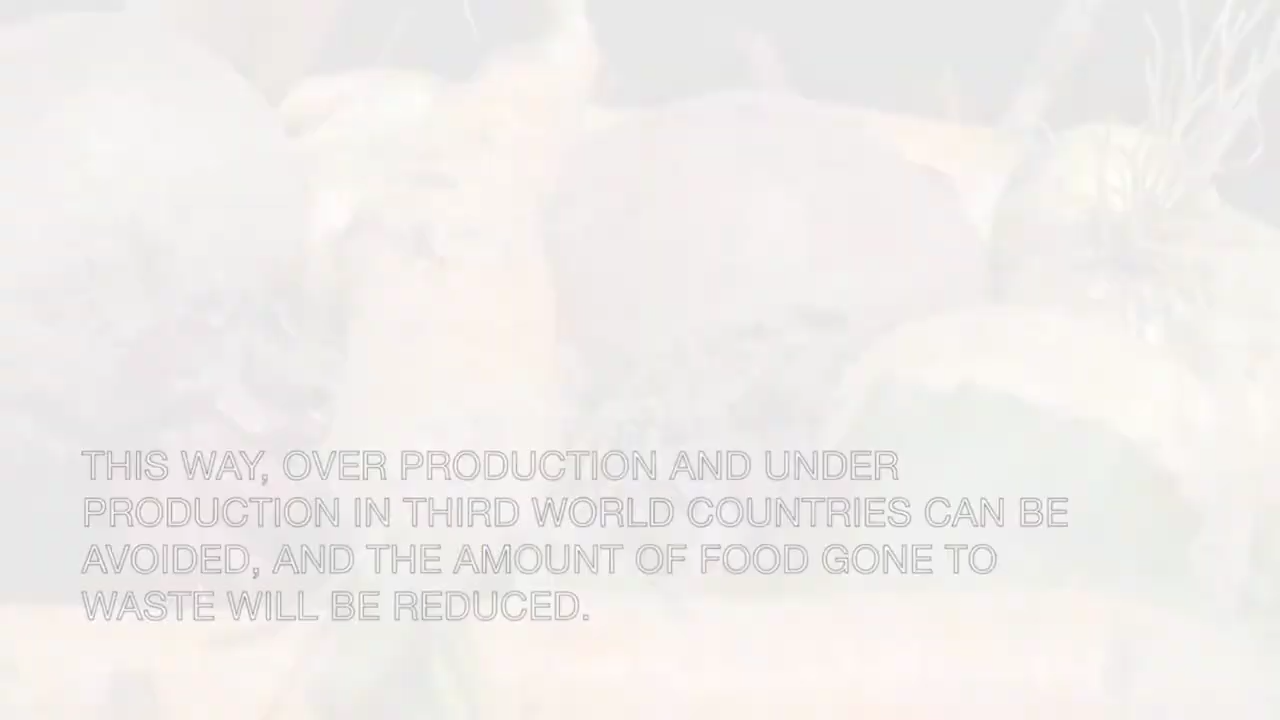 THIS WAY, OVER PRODUCTION AND UNDER
PRODUCTION IN THIRD WORLD COUNTRIES CAN BE
AVOIDED, AND THE AMOUNT OF FOOD GONE TO
WASTE WILL BE REDUCED.